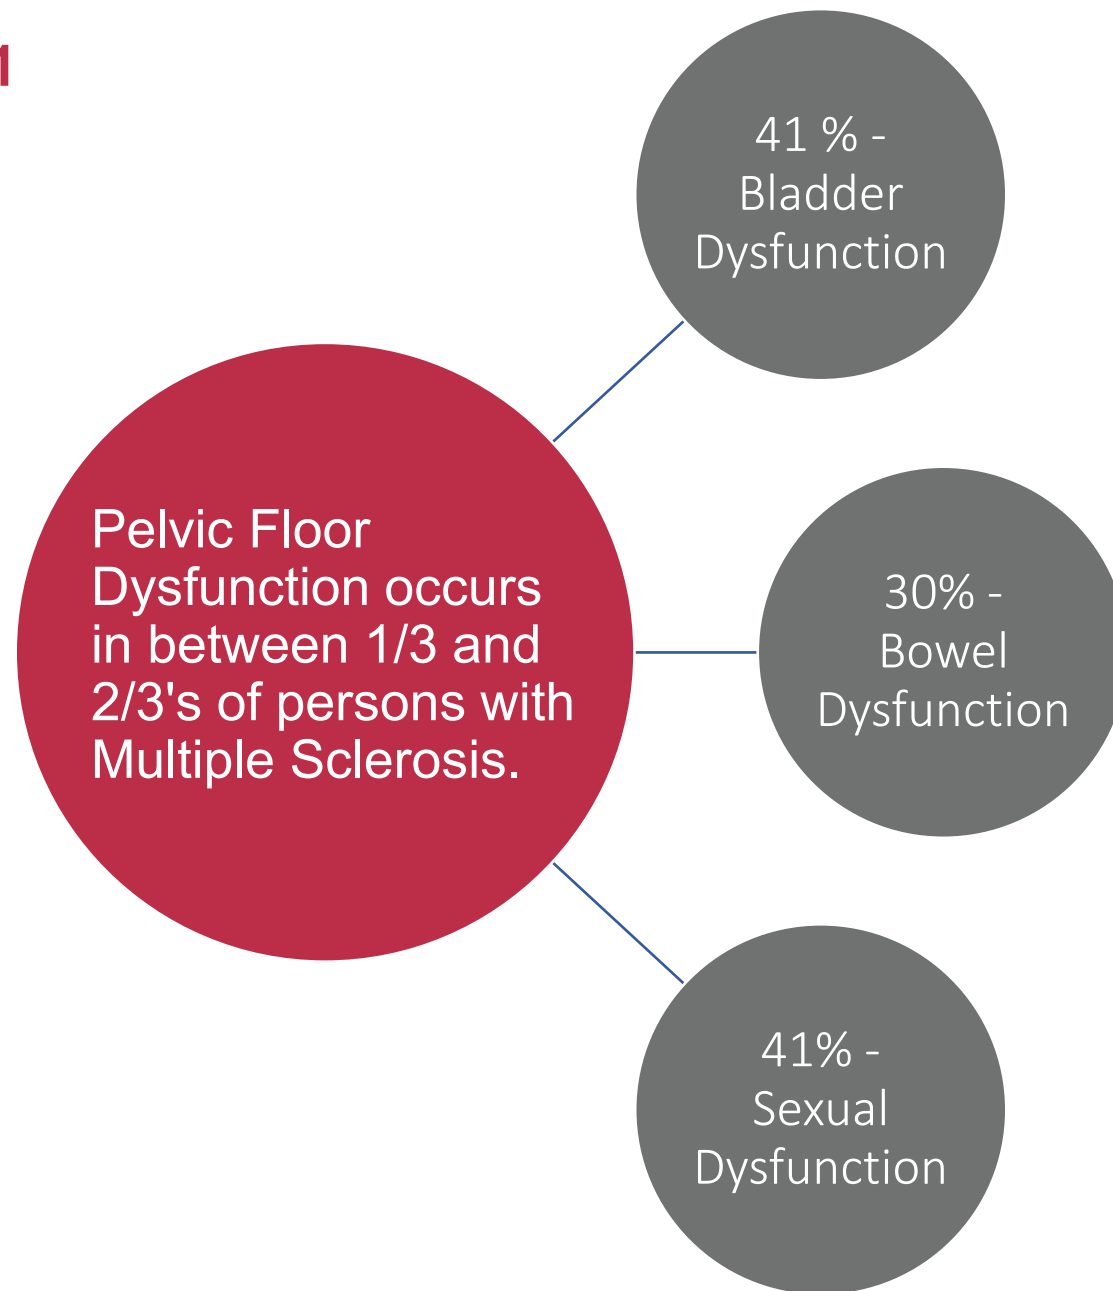 Pelvic Floor
Dysfunction occurs
in between 1/3 and
2/3's of persons with
Multiple Sclerosis.
41 % -
Bladder
Dysfunction
30% -
Bowel
Dysfunction
41% -
Sexual
Dysfunction